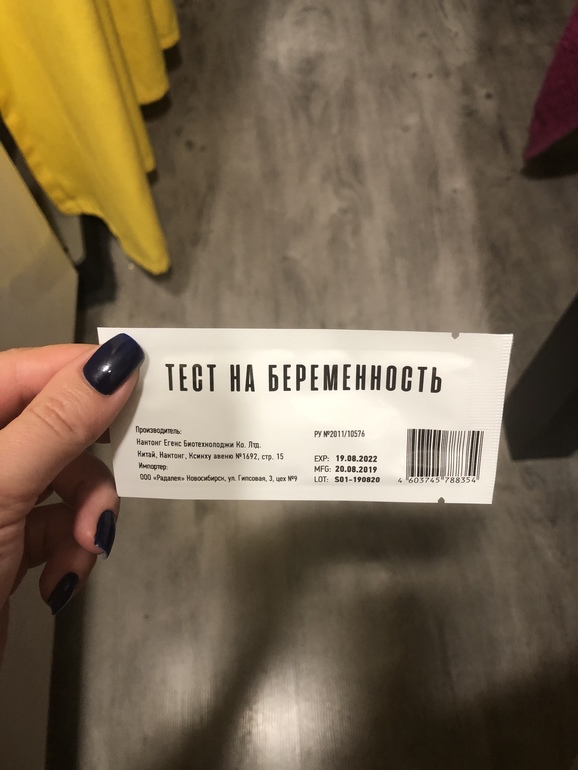 ТЕСТ НА БЕРЕМЕННОСТЬ
Производитель:
Нантонг Егенс Биотехнолоджи Ко. Лтд.
Китай, Нантонг, Ксинху авеню №1692, стр. 15
Импортер:
ООО «Радалея» Новосибирск, ул. Гипсовая, 3, цех №9
РУ №2011/10576
EXP: 19.08.2022
MFG: 20.08.2019
LOT: S01-190820
4 603745 788354